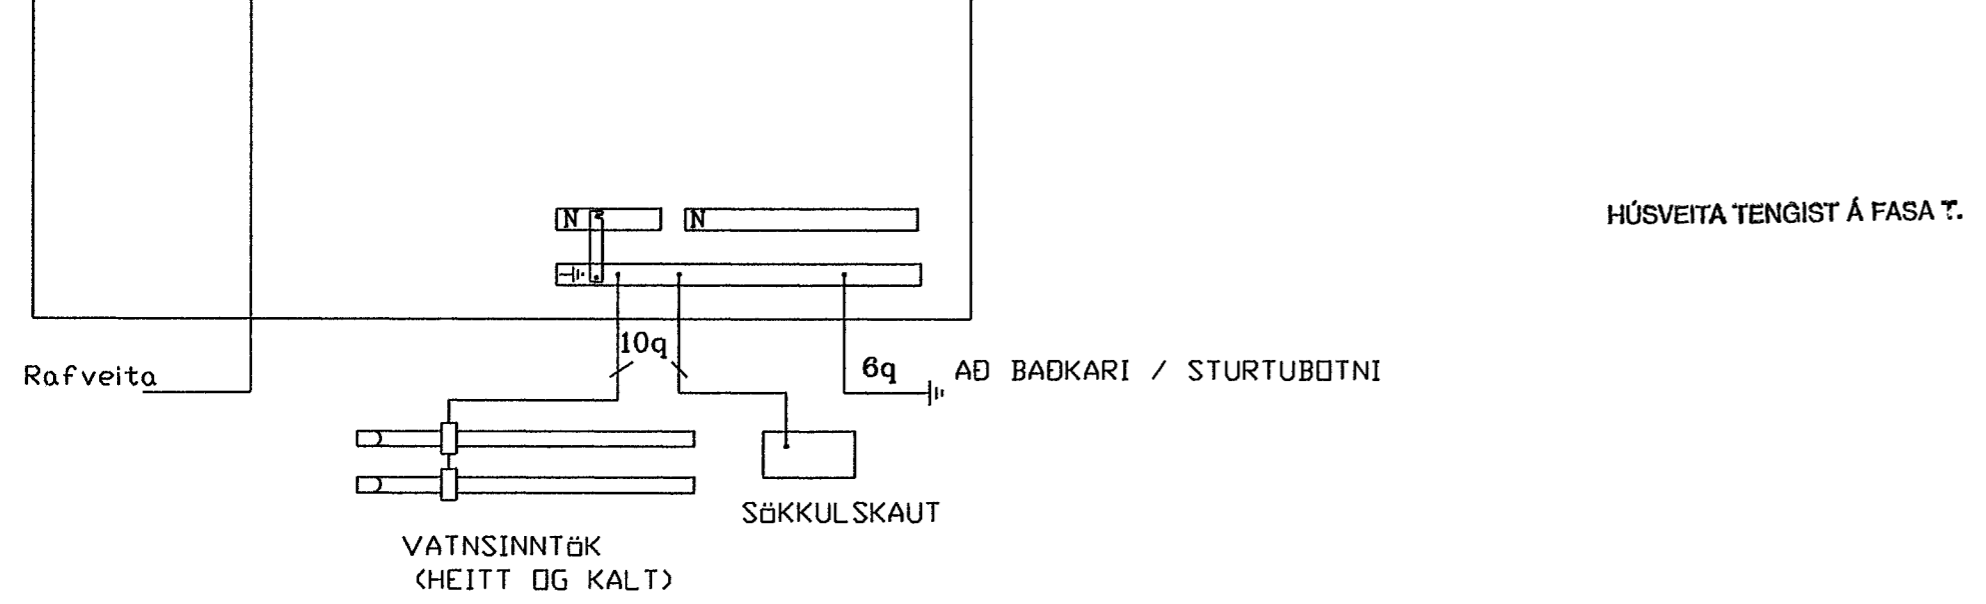 N N
HÚSVEITA TENGIST Á FASA T.
10q
6q AÐ BAÐKARI / STURTUBOTNI
Rafveita
SÖKKULSKAUT
VATNSINNTÖK
(HEITT OG KALT)